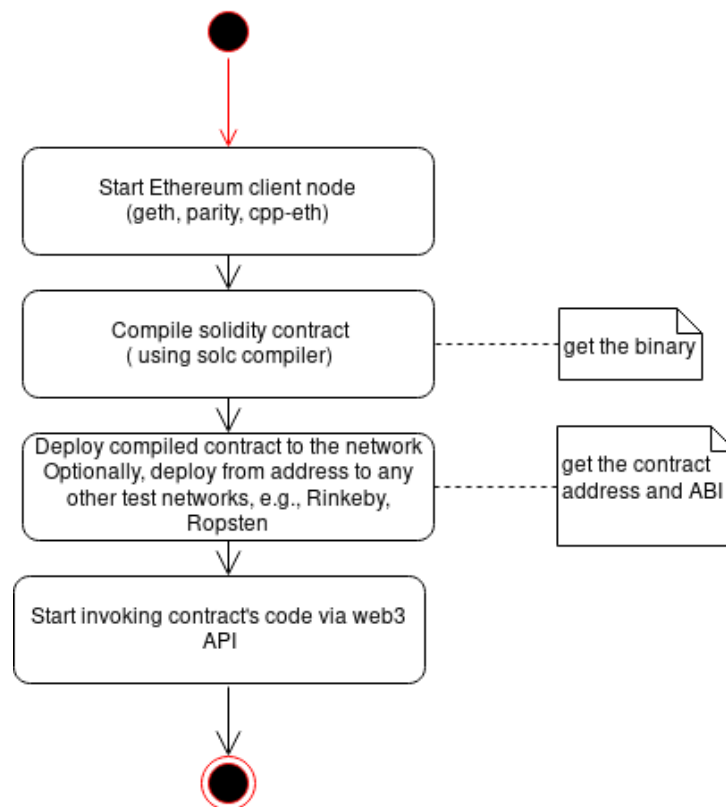 Start Ethereum client node
(geth, parity, cpp-eth)
Compile solidity contract
( using solc compiler)
get the binary
Deploy compiled contract to the network
Optionally, deploy from address to any
other test networks, e.g., Rinkeby,
Ropsten
get the contract
address and ABI
Start invoking contract's code via web3
API